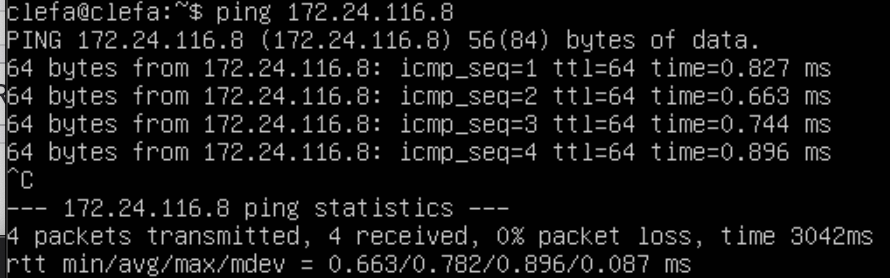 clefa@clefa:~$ ping 172.24.116.8
PING 172.24.116.8 (172.24.116.8) 56(84) bytes of data.
64 bytes from 172.24.116.8: icmp_seq=1 ttl=64 time=0.827 ms
64 bytes from 172.24.116.8: icmp_seq=2 ttl=64 time=0.663 ms
64 bytes from 172.24.116.8: icmp_seq=3 ttl=64 time=0.744 ms
64 bytes from 172.24.116.8: icmp_seq=4 ttl=64 time=0.896 ms
^C
--- 172.24.116.8 ping statistics ---
4 packets transmitted, 4 received, 0% packet loss, time 3042ms
rtt min/avg/max/mdev = 0.663/0.782/0.896/0.087 ms